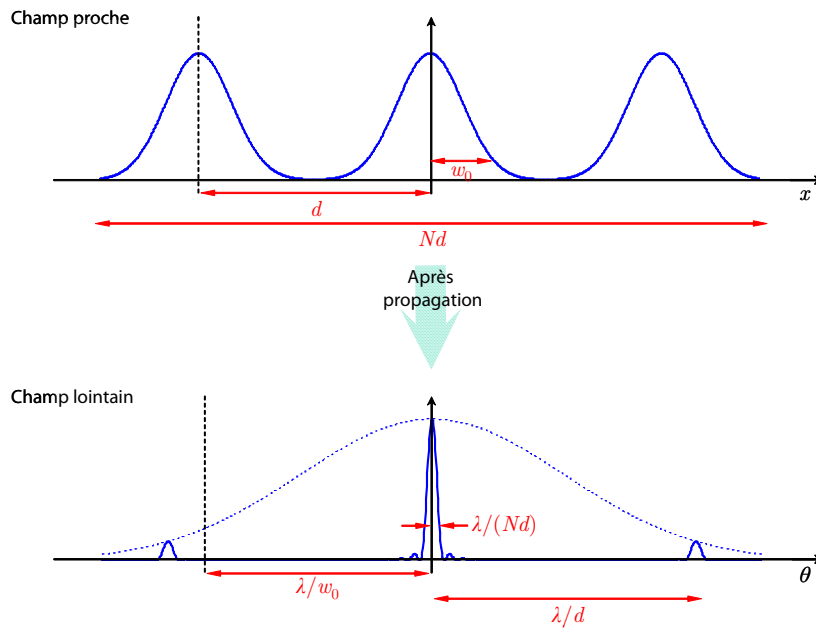 Champ proche
w₀
x
d
Nd
Après
propagation
Champ lointain
λ/(Nd)
θ
λ/w₀
λ/d